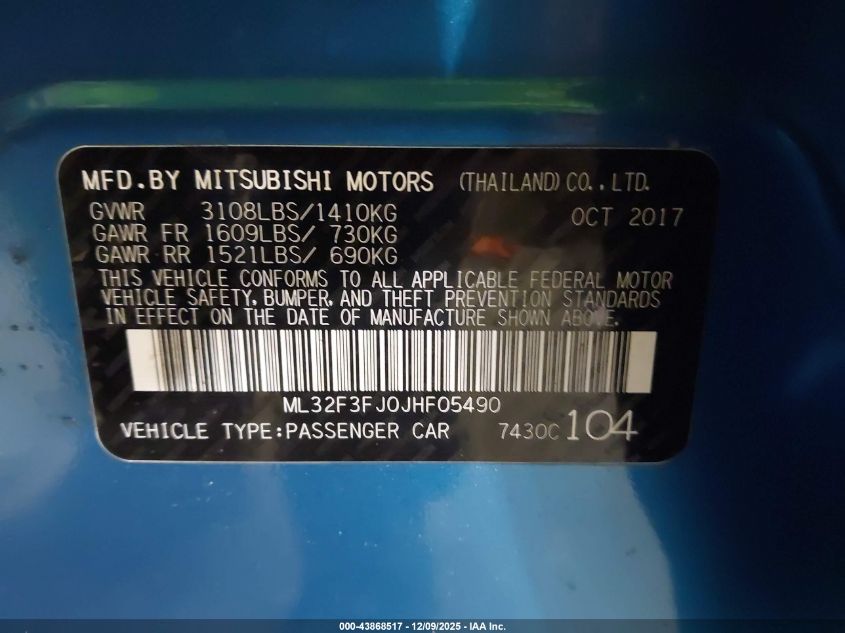 MFD.BY MITSUBISHI MOTORS (THAILAND) CO.,LTD.
GVWR 3108LBS/1410KG OCT 2017
GAWR FR 1609LBS/ 730KG
GAWR RR 1521LBS/ 690KG
THIS VEHICLE CONFORMS TO ALL APPLICABLE FEDERAL MOTOR
VEHICLE SAFETY, BUMPER, AND THEFT PREVENTION STANDARDS
IN EFFECT ON THE DATE OF MANUFACTURE SHOWN ABOVE.
ML32F3FJ0JHF05490
VEHICLE TYPE:PASSENGER CAR 7430C 104
000-43868517 - 12/09/2025 - IAA Inc.